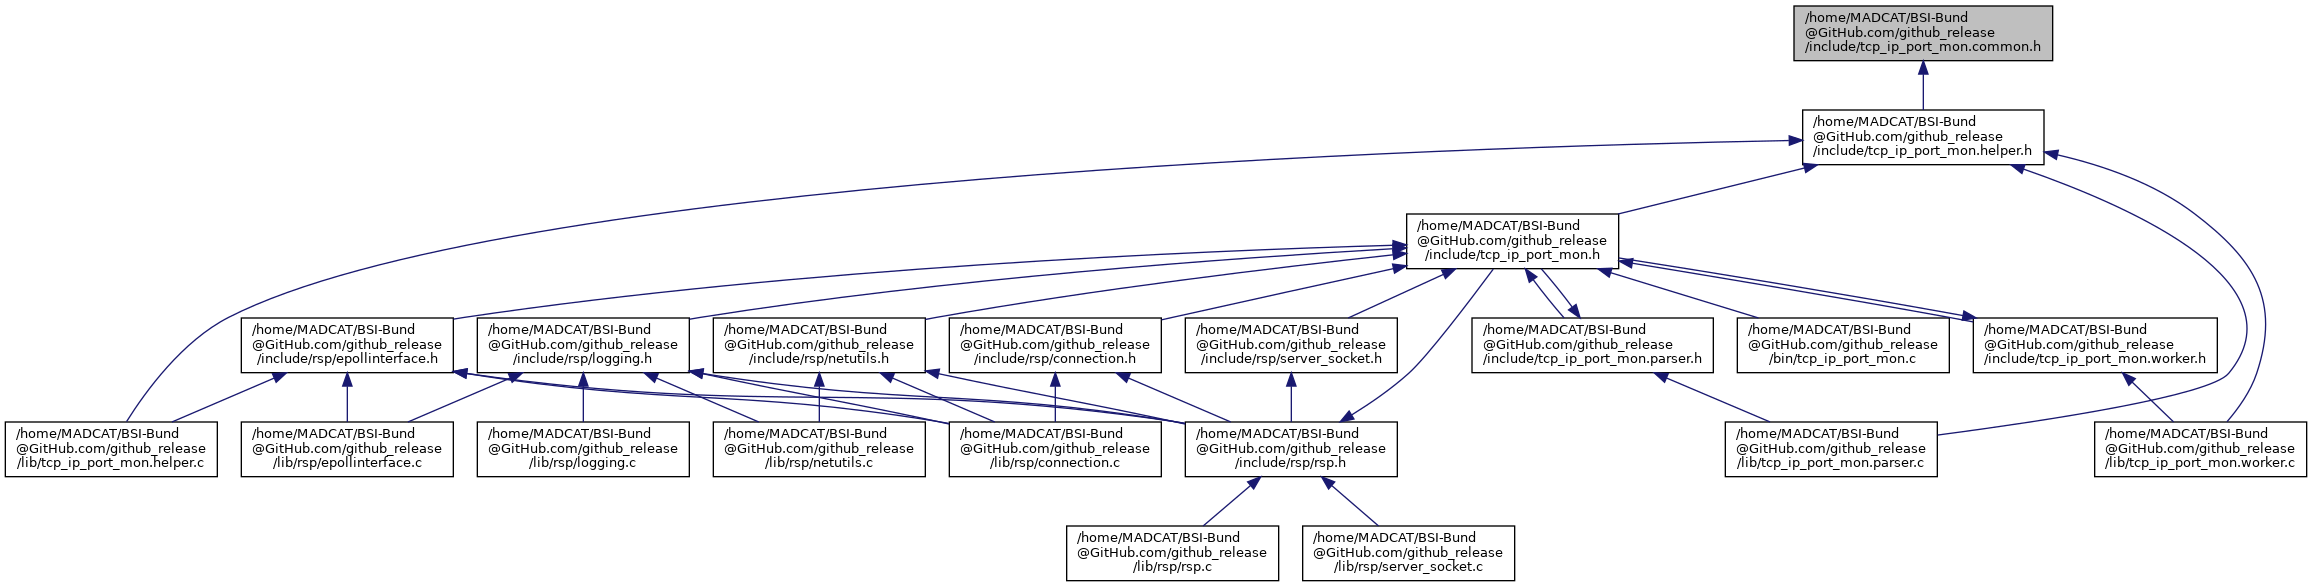 /home/MADCAT/BSI-Bund
@GitHub.com/github_release
/include/tcp_ip_port_mon.common.h
/home/MADCAT/BSI-Bund
@GitHub.com/github_release
/include/tcp_ip_port_mon.helper.h
/home/MADCAT/BSI-Bund
@GitHub.com/github_release
/include/tcp_ip_port_mon.h
/home/MADCAT/BSI-Bund
@GitHub.com/github_release
/include/rsp/epollinterface.h
/home/MADCAT/BSI-Bund
@GitHub.com/github_release
/include/rsp/logging.h
/home/MADCAT/BSI-Bund
@GitHub.com/github_release
/include/rsp/netutils.h
/home/MADCAT/BSI-Bund
@GitHub.com/github_release
/include/rsp/connection.h
/home/MADCAT/BSI-Bund
@GitHub.com/github_release
/include/rsp/server_socket.h
/home/MADCAT/BSI-Bund
@GitHub.com/github_release
/include/tcp_ip_port_mon.parser.h
/home/MADCAT/BSI-Bund
@GitHub.com/github_release
/bin/tcp_ip_port_mon.c
/home/MADCAT/BSI-Bund
@GitHub.com/github_release
/include/tcp_ip_port_mon.worker.h
/home/MADCAT/BSI-Bund
@GitHub.com/github_release
/lib/tcp_ip_port_mon.helper.c
/home/MADCAT/BSI-Bund
@GitHub.com/github_release
/lib/rsp/epollinterface.c
/home/MADCAT/BSI-Bund
@GitHub.com/github_release
/lib/rsp/logging.c
/home/MADCAT/BSI-Bund
@GitHub.com/github_release
/lib/rsp/netutils.c
/home/MADCAT/BSI-Bund
@GitHub.com/github_release
/lib/rsp/connection.c
/home/MADCAT/BSI-Bund
@GitHub.com/github_release
/include/rsp/rsp.h
/home/MADCAT/BSI-Bund
@GitHub.com/github_release
/lib/tcp_ip_port_mon.parser.c
/home/MADCAT/BSI-Bund
@GitHub.com/github_release
/lib/tcp_ip_port_mon.worker.c
/home/MADCAT/BSI-Bund
@GitHub.com/github_release
/lib/rsp/rsp.c
/home/MADCAT/BSI-Bund
@GitHub.com/github_release
/lib/rsp/server_socket.c